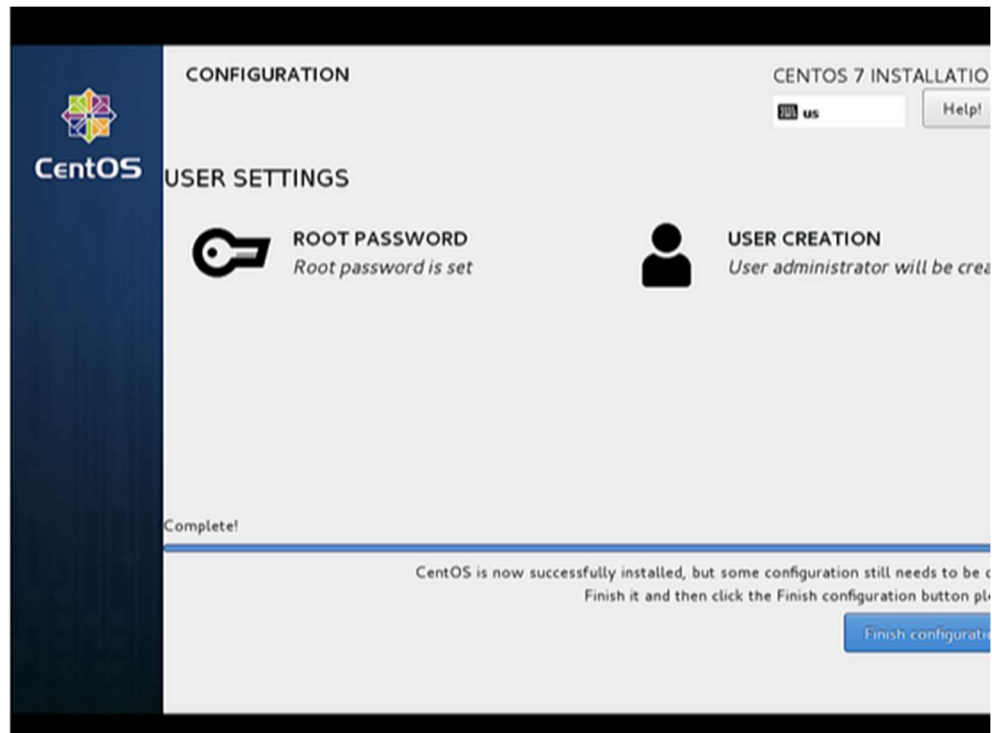 CONFIGURATION
CENTOS 7 INSTALLATIO
us
Help!
CentOS
USER SETTINGS
ROOT PASSWORD
Root password is set
USER CREATION
User administrator will be crea
Complete!
CentOS is now successfully installed, but some configuration still needs to be
Finish it and then click the Finish configuration button pl
Finish configurati